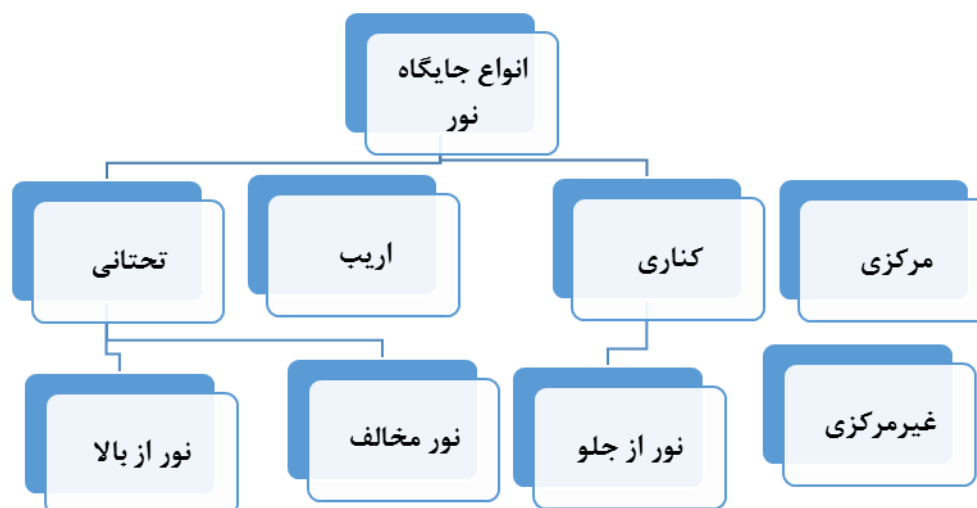 انواع جایگاه
نور
مرکزی
کناری
اریب
تحتانی
غیرمرکزی
نور از جلو
نور مخالف
نور از بالا